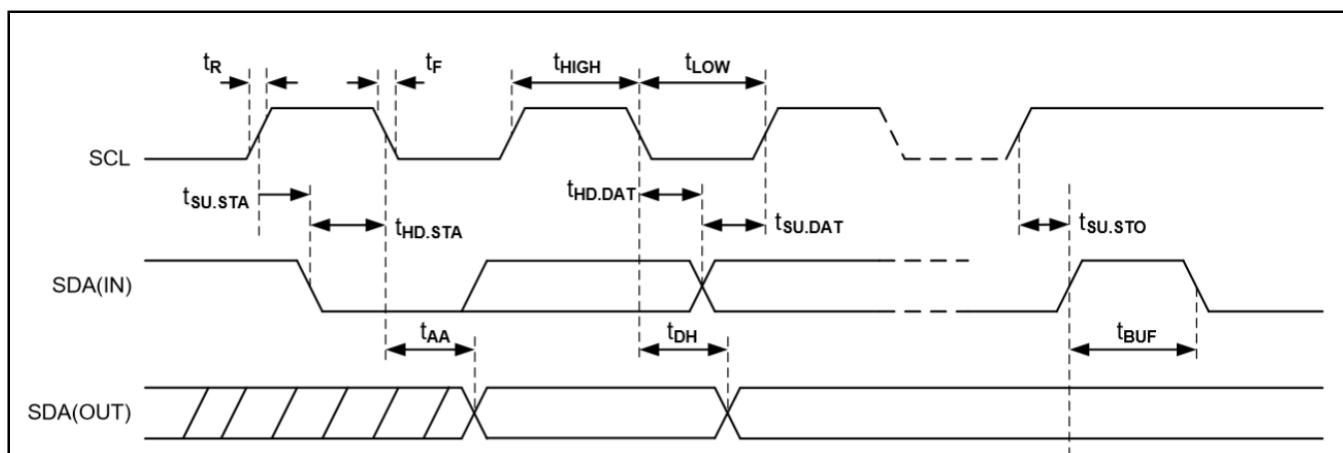 tR tF tHIGH tLOW
SCL
tSU.STA tHD.DAT
tHD.STA tSU.DAT tSU.STO
SDA(IN)
tAA tDH tBUF
SDA(OUT)